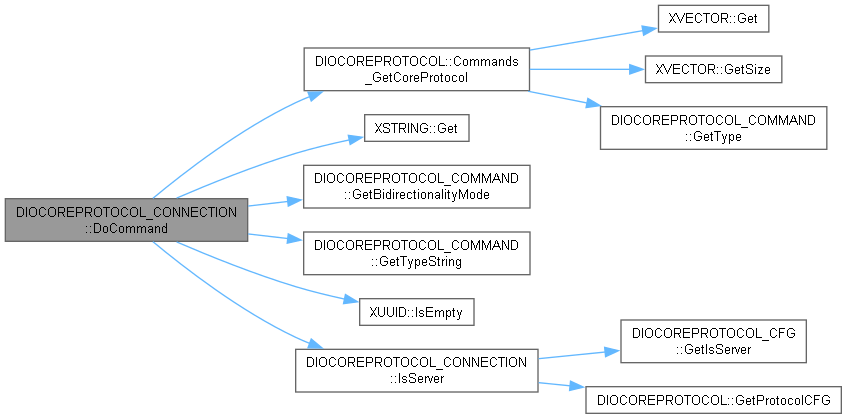 DIOCOREPROTOCOL_CONNECTION
::DoCommand
DIOCOREPROTOCOL::Commands
_GetCoreProtocol
XVECTOR::Get
XVECTOR::GetSize
DIOCOREPROTOCOL_COMMAND
::GetType
XSTRING::Get
DIOCOREPROTOCOL_COMMAND
::GetBidirectionalityMode
DIOCOREPROTOCOL_COMMAND
::GetTypeString
XUUID::IsEmpty
DIOCOREPROTOCOL_CONNECTION
::IsServer
DIOCOREPROTOCOL_CFG
::GetIsServer
DIOCOREPROTOCOL::GetProtocolCFG